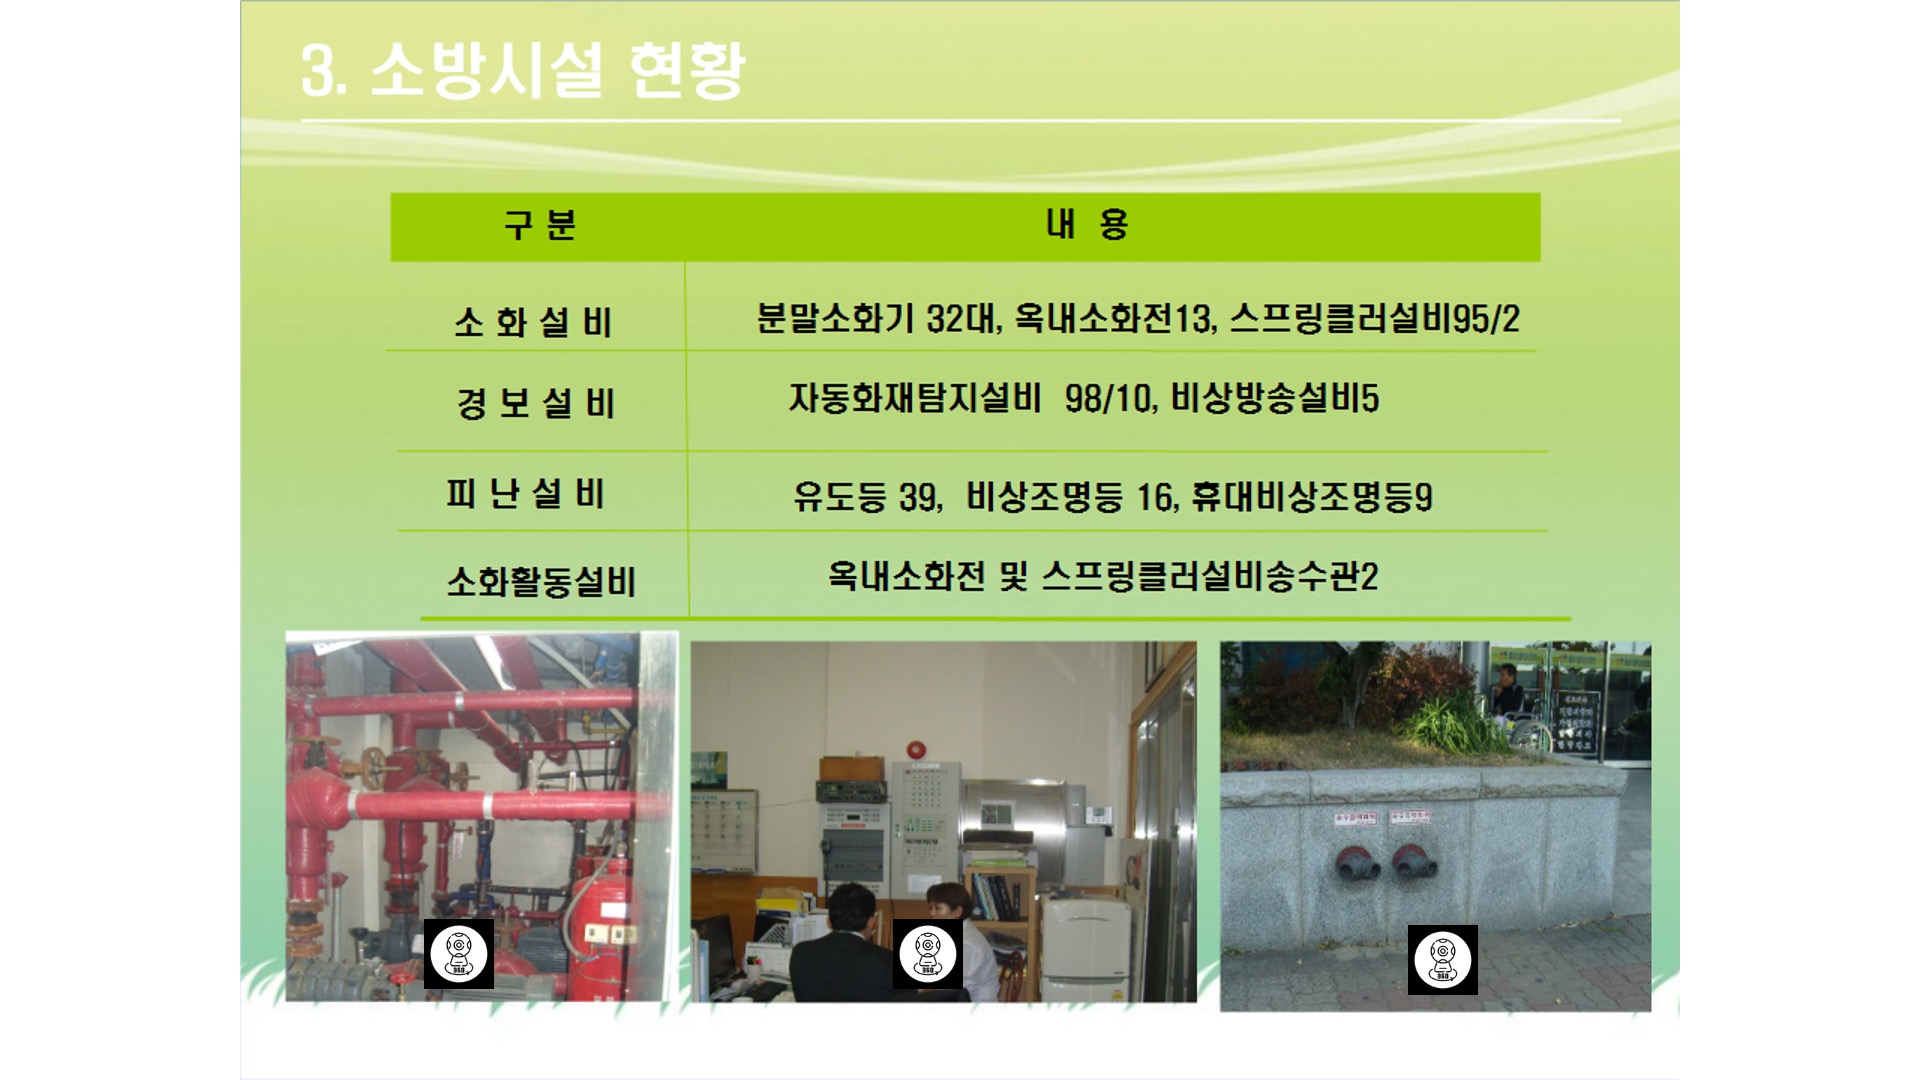 3. 소방시설 현황
구 분 내 용
소 화 설 비 분말소화기 32대, 옥내소화전13, 스프링클러설비95/2
경 보 설 비 자동화재탐지설비 98/10, 비상방송설비5
피 난 설 비 유도등 39, 비상조명등 16, 휴대비상조명등9
소화활동설비 옥내소화전 및 스프링클러설비송수관2
360
360
360